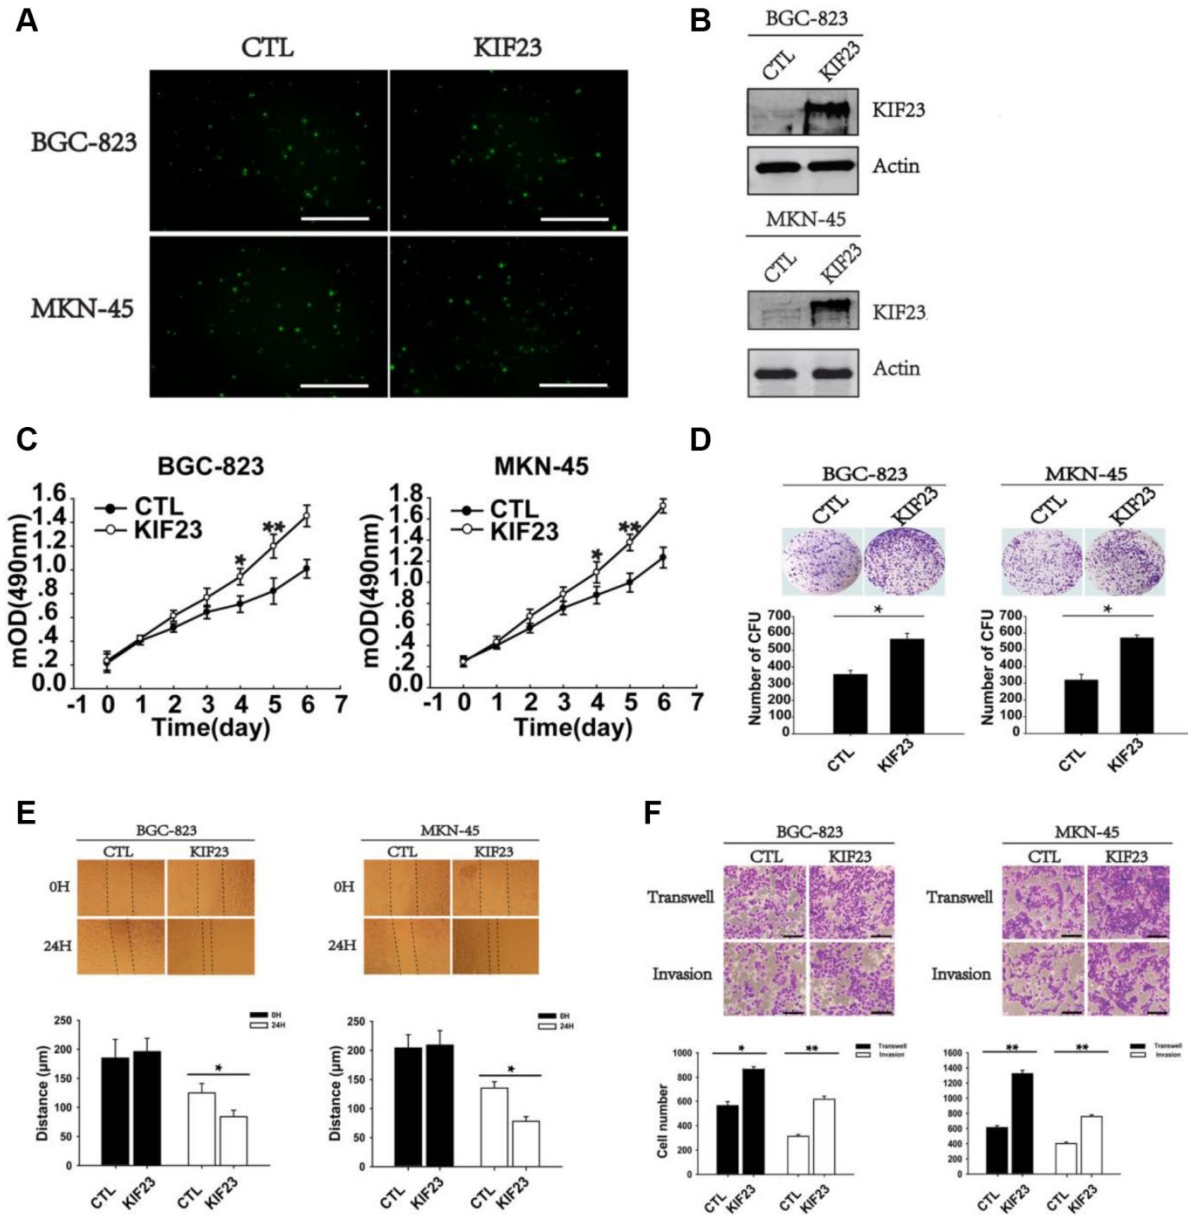 A
CTL KIF23
BGC-823
MKN-45
B
BGC-823
CTL KIF23
KIF23
Actin
MKN-45
CTL KIF23
KIF23
Actin
C
BGC-823
CTL
KIF23
mOD(490nm)
1.6
1.4
1.2
1.0
.8
.6
.4
.2
0.0
* **
-1 0 1 2 3 4 5 6 7
Time(day)
MKN-45
CTL
KIF23
mOD(490nm)
1.8
1.6
1.4
1.2
1.0
.8
.6
.4
.2
0.0
* **
-1 0 1 2 3 4 5 6 7
Time(day)
D
BGC-823
CTL KIF23
Number of CFU
700
600
500
400
300
200
100
0
*
CTL KIF23
MKN-45
CTL KIF23
Number of CFU
700
600
500
400
300
200
100
0
*
CTL KIF23
E
BGC-823
CTL KIF23
0H
24H
0H
24H
Distance (μm)
250
200
150
100
50
0
*
CTL KIF23 CTL KIF23
MKN-45
CTL KIF23
0H
24H
0H
24H
Distance (μm)
250
200
150
100
50
0
*
CTL KIF23 CTL KIF23
F
BGC-823
CTL KIF23
Transwell
Invasion
Transwell
Invasion
Cell number
1000
800
600
400
200
0
* **
CTL KIF23 CTL KIF23
MKN-45
CTL KIF23
Transwell
Invasion
Transwell
Invasion
1600
1400
1200
1000
800
600
400
200
0
** **
CTL KIF23 CTL KIF23